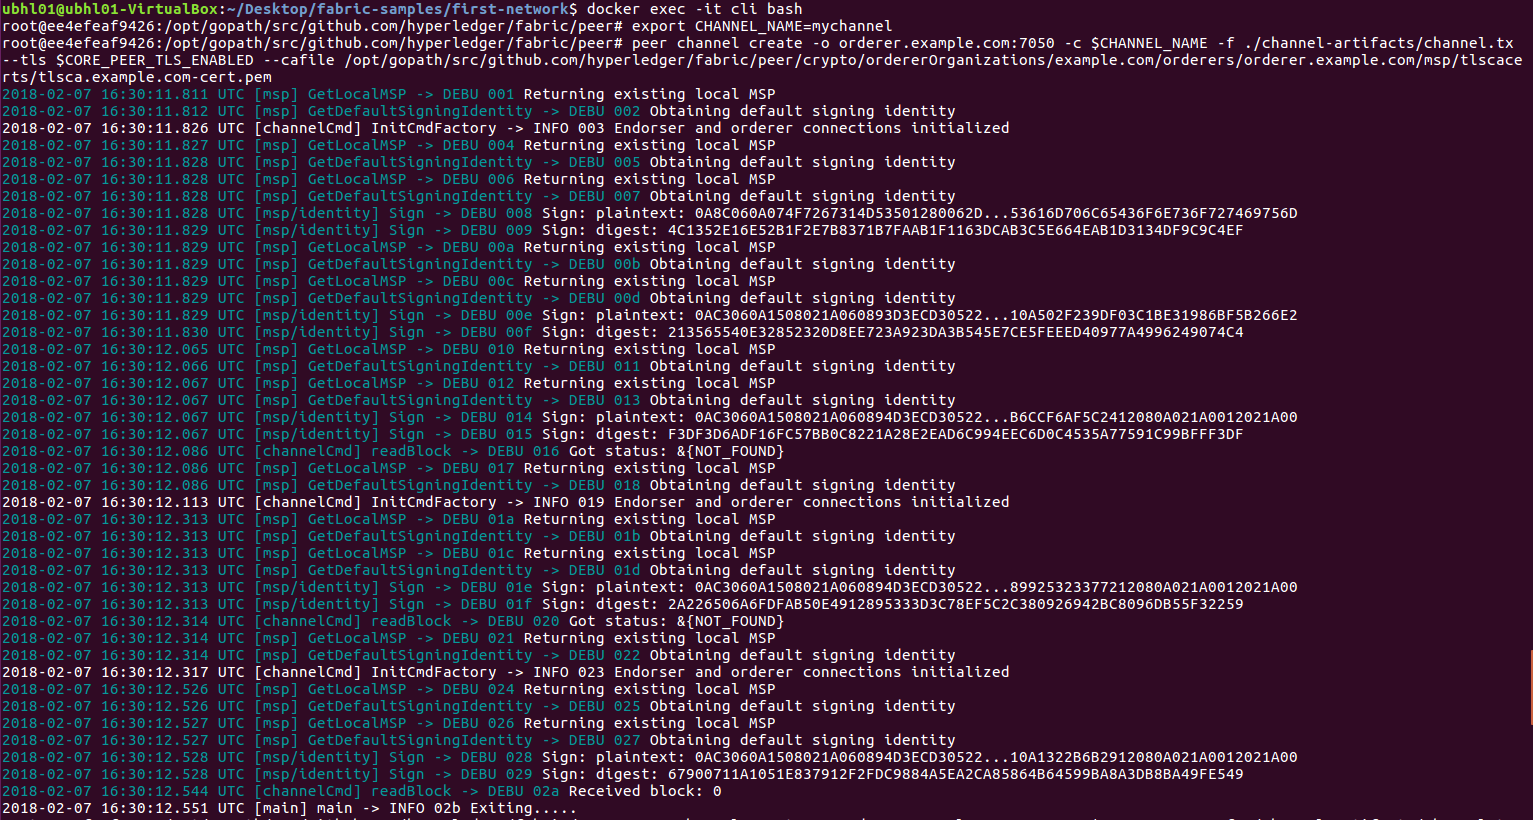 ubhl01@ubhl01-VirtualBox:~/Desktop/fabric-samples/first-network$ docker exec -it cli bash
root@ee4efeaf9426:/opt/gopath/src/github.com/hyperledger/fabric/peer# export CHANNEL_NAME=mychannel
root@ee4efeaf9426:/opt/gopath/src/github.com/hyperledger/fabric/peer# peer channel create -o orderer.example.com:7050 -c $CHANNEL_NAME -f ./channel-artifacts/channel.tx
--tls $CORE_PEER_TLS_ENABLED --cafile /opt/gopath/src/github.com/hyperledger/fabric/peer/crypto/ordererOrganizations/example.com/orderers/orderer.example.com/msp/tlscace
rts/tlsca.example.com-cert.pem
2018-02-07 16:30:11.811 UTC [msp] GetLocalMSP -> DEBU 001 Returning existing local MSP
2018-02-07 16:30:11.812 UTC [msp] GetDefaultSigningIdentity -> DEBU 002 Obtaining default signing identity
2018-02-07 16:30:11.826 UTC [channelCmd] InitCmdFactory -> INFO 003 Endorser and orderer connections initialized
2018-02-07 16:30:11.827 UTC [msp] GetLocalMSP -> DEBU 004 Returning existing local MSP
2018-02-07 16:30:11.828 UTC [msp] GetDefaultSigningIdentity -> DEBU 005 Obtaining default signing identity
2018-02-07 16:30:11.828 UTC [msp] GetLocalMSP -> DEBU 006 Returning existing local MSP
2018-02-07 16:30:11.828 UTC [msp] GetDefaultSigningIdentity -> DEBU 007 Obtaining default signing identity
2018-02-07 16:30:11.828 UTC [msp/identity] Sign -> DEBU 008 Sign: plaintext: 0A8C060A074F7267314D53501280062D...53616D706C65436F6E736F727469756D
2018-02-07 16:30:11.829 UTC [msp/identity] Sign -> DEBU 009 Sign: digest: 4C1352E16E52B1F2E7B8371B7FAAB1F1163DCAB3C5E664EAB1D3134DF9C9C4EF
2018-02-07 16:30:11.829 UTC [msp] GetLocalMSP -> DEBU 00a Returning existing local MSP
2018-02-07 16:30:11.829 UTC [msp] GetDefaultSigningIdentity -> DEBU 00b Obtaining default signing identity
2018-02-07 16:30:11.829 UTC [msp] GetLocalMSP -> DEBU 00c Returning existing local MSP
2018-02-07 16:30:11.829 UTC [msp] GetDefaultSigningIdentity -> DEBU 00d Obtaining default signing identity
2018-02-07 16:30:11.829 UTC [msp/identity] Sign -> DEBU 00e Sign: plaintext: 0AC3060A1508021A060893D3ECD30522...10A502F239DF03C1BE31986BF5B266E2
2018-02-07 16:30:11.830 UTC [msp/identity] Sign -> DEBU 00f Sign: digest: 213565540E32852320D8EE723A923DA3B545E7CE5FEEED40977A4996249074C4
2018-02-07 16:30:12.065 UTC [msp] GetLocalMSP -> DEBU 010 Returning existing local MSP
2018-02-07 16:30:12.066 UTC [msp] GetDefaultSigningIdentity -> DEBU 011 Obtaining default signing identity
2018-02-07 16:30:12.067 UTC [msp] GetLocalMSP -> DEBU 012 Returning existing local MSP
2018-02-07 16:30:12.067 UTC [msp] GetDefaultSigningIdentity -> DEBU 013 Obtaining default signing identity
2018-02-07 16:30:12.067 UTC [msp/identity] Sign -> DEBU 014 Sign: plaintext: 0AC3060A1508021A060894D3ECD30522...B6CCF6AF5C2412080A021A0012021A00
2018-02-07 16:30:12.067 UTC [msp/identity] Sign -> DEBU 015 Sign: digest: F3DF3D6ADF16FC57BB0C8221A28E2EAD6C994EEC6D0C4535A77591C99BFFF3DF
2018-02-07 16:30:12.086 UTC [channelCmd] readBlock -> DEBU 016 Got status: &{NOT_FOUND}
2018-02-07 16:30:12.086 UTC [msp] GetLocalMSP -> DEBU 017 Returning existing local MSP
2018-02-07 16:30:12.086 UTC [msp] GetDefaultSigningIdentity -> DEBU 018 Obtaining default signing identity
2018-02-07 16:30:12.113 UTC [channelCmd] InitCmdFactory -> INFO 019 Endorser and orderer connections initialized
2018-02-07 16:30:12.313 UTC [msp] GetLocalMSP -> DEBU 01a Returning existing local MSP
2018-02-07 16:30:12.313 UTC [msp] GetDefaultSigningIdentity -> DEBU 01b Obtaining default signing identity
2018-02-07 16:30:12.313 UTC [msp] GetLocalMSP -> DEBU 01c Returning existing local MSP
2018-02-07 16:30:12.313 UTC [msp] GetDefaultSigningIdentity -> DEBU 01d Obtaining default signing identity
2018-02-07 16:30:12.313 UTC [msp/identity] Sign -> DEBU 01e Sign: plaintext: 0AC3060A1508021A060894D3ECD30522...89925323377212080A021A0012021A00
2018-02-07 16:30:12.313 UTC [msp/identity] Sign -> DEBU 01f Sign: digest: 2A226506A6FDFAB50E4912895333D3C78EF5C2C380926942BC8096DB55F32259
2018-02-07 16:30:12.314 UTC [channelCmd] readBlock -> DEBU 020 Got status: &{NOT_FOUND}
2018-02-07 16:30:12.314 UTC [msp] GetLocalMSP -> DEBU 021 Returning existing local MSP
2018-02-07 16:30:12.314 UTC [msp] GetDefaultSigningIdentity -> DEBU 022 Obtaining default signing identity
2018-02-07 16:30:12.317 UTC [channelCmd] InitCmdFactory -> INFO 023 Endorser and orderer connections initialized
2018-02-07 16:30:12.526 UTC [msp] GetLocalMSP -> DEBU 024 Returning existing local MSP
2018-02-07 16:30:12.526 UTC [msp] GetDefaultSigningIdentity -> DEBU 025 Obtaining default signing identity
2018-02-07 16:30:12.527 UTC [msp] GetLocalMSP -> DEBU 026 Returning existing local MSP
2018-02-07 16:30:12.527 UTC [msp] GetDefaultSigningIdentity -> DEBU 027 Obtaining default signing identity
2018-02-07 16:30:12.528 UTC [msp/identity] Sign -> DEBU 028 Sign: plaintext: 0AC3060A1508021A060894D3ECD30522...10A1322B6B2912080A021A0012021A00
2018-02-07 16:30:12.528 UTC [msp/identity] Sign -> DEBU 029 Sign: digest: 67900711A1051E837912F2FDC9884A5EA2CA85864B64599BA8A3DB8BA49FE549
2018-02-07 16:30:12.544 UTC [channelCmd] readBlock -> DEBU 02a Received block: 0
2018-02-07 16:30:12.551 UTC [main] main -> INFO 02b Exiting.....